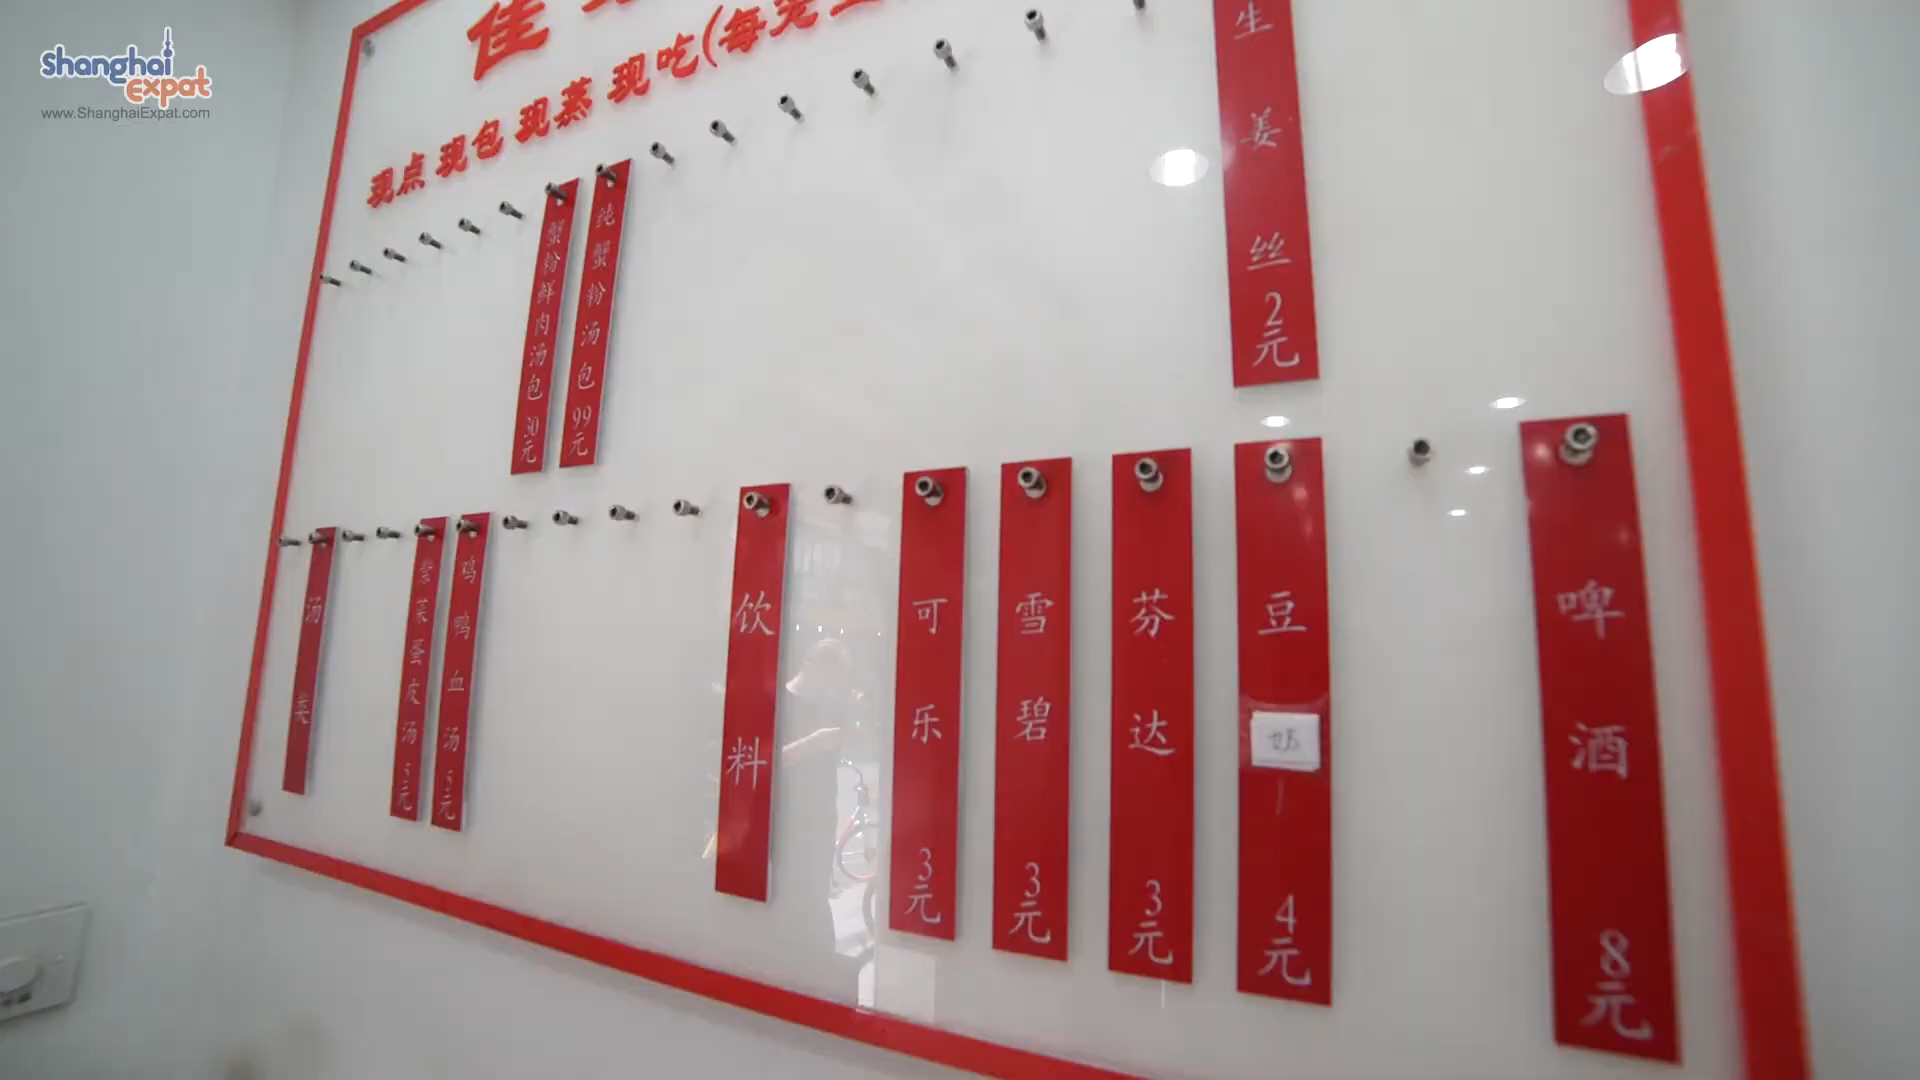 Shanghai
Expat
www.ShanghaiExpat.com
佳
现点 现包 现蒸 现吃(每笼
蟹粉鲜肉汤包 30元
纯蟹粉汤包 99元
生姜丝 2元
汤类
紫菜蛋皮汤 5元
鸡鸭血汤 5元
饮料
可乐 3元
雪碧 3元
芬达 3元
豆奶 4元
啤酒 8元